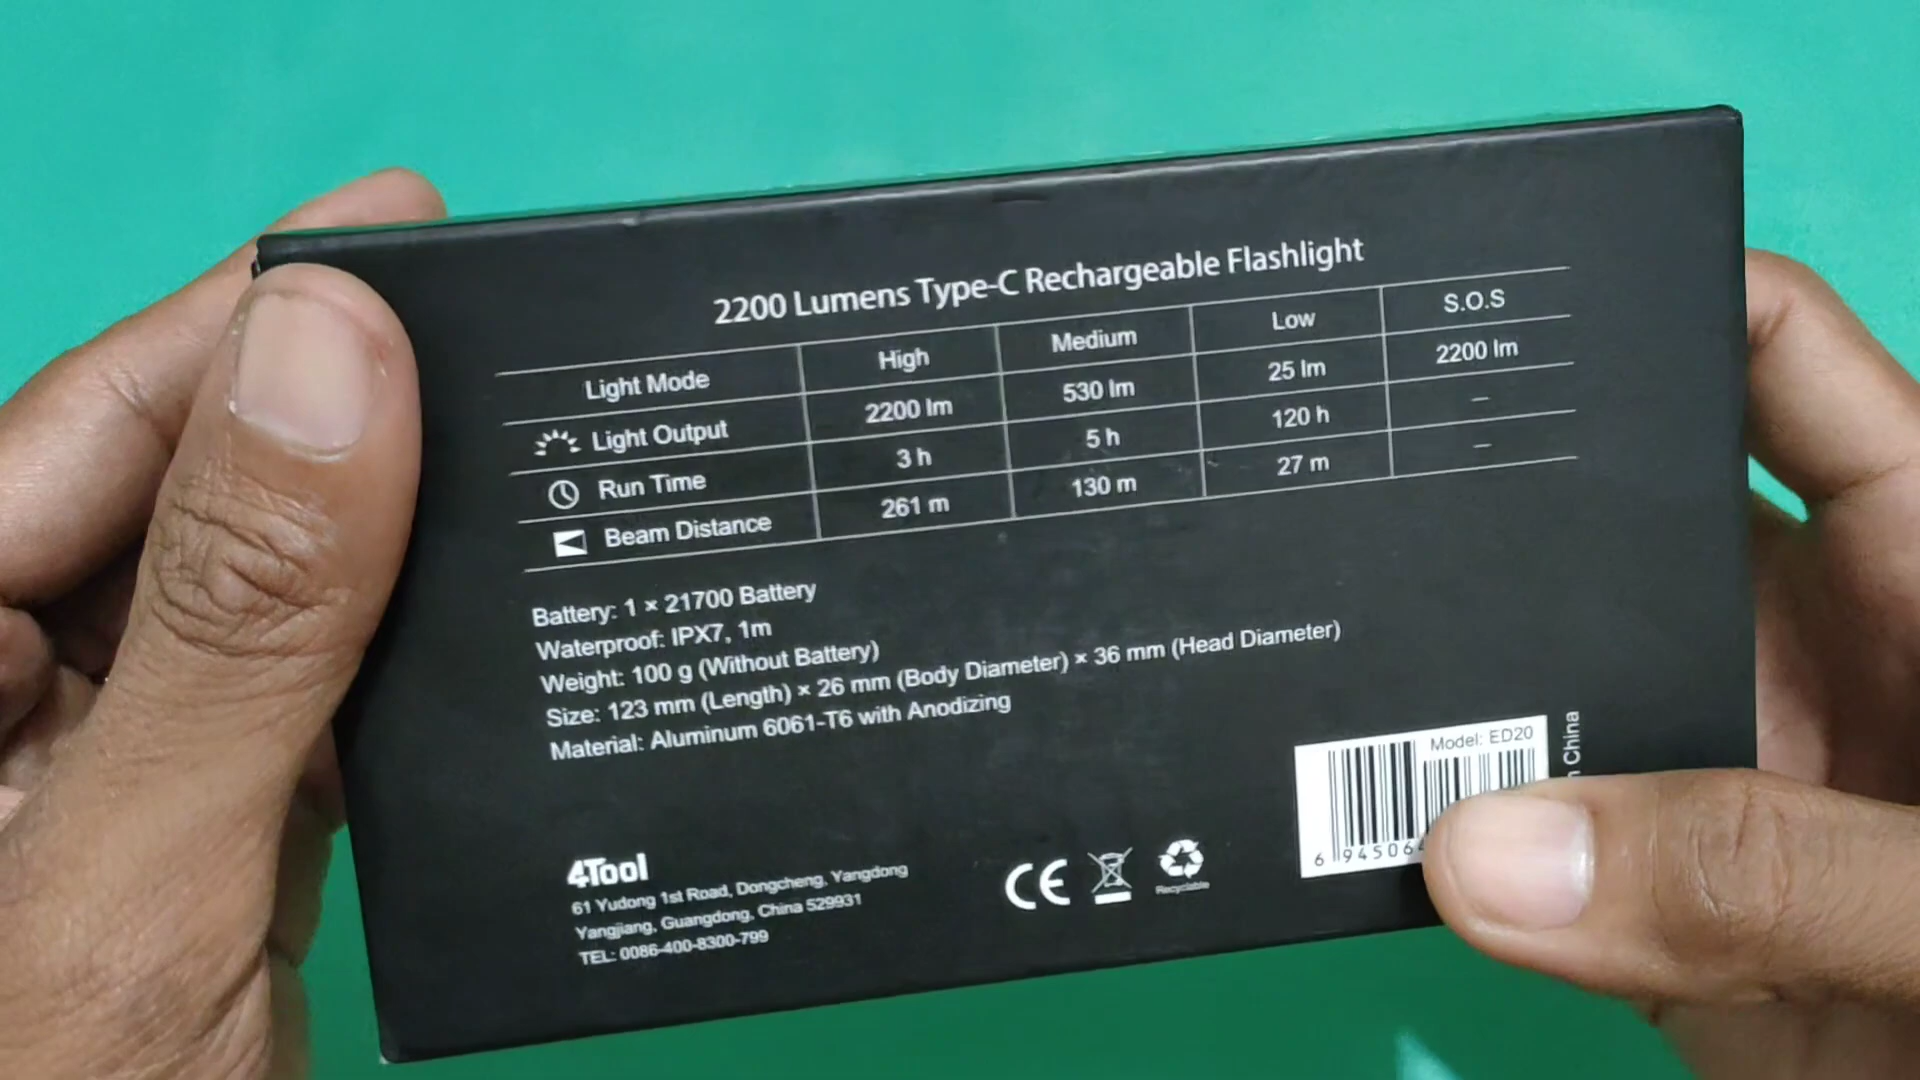 2200 Lumens Type-C Rechargeable Flashlight
Light Mode High Medium Low S.O.S
Light Output 2200 lm 530 lm 25 lm 2200 lm
Run Time 3 h 5 h 120 h –
Beam Distance 261 m 130 m 27 m –
Battery: 1 × 21700 Battery
Waterproof: IPX7, 1m
Weight: 100 g (Without Battery)
Size: 123 mm (Length) × 26 mm (Body Diameter) × 36 mm (Head Diameter)
Material: Aluminum 6061-T6 with Anodizing
Model: ED20
6 94506
China
4Tool
61 Yudong 1st Road, Dongcheng, Yangdong
Yangjiang, Guangdong, China 529931
TEL: 0086-400-8300-799
CE
Recyclable